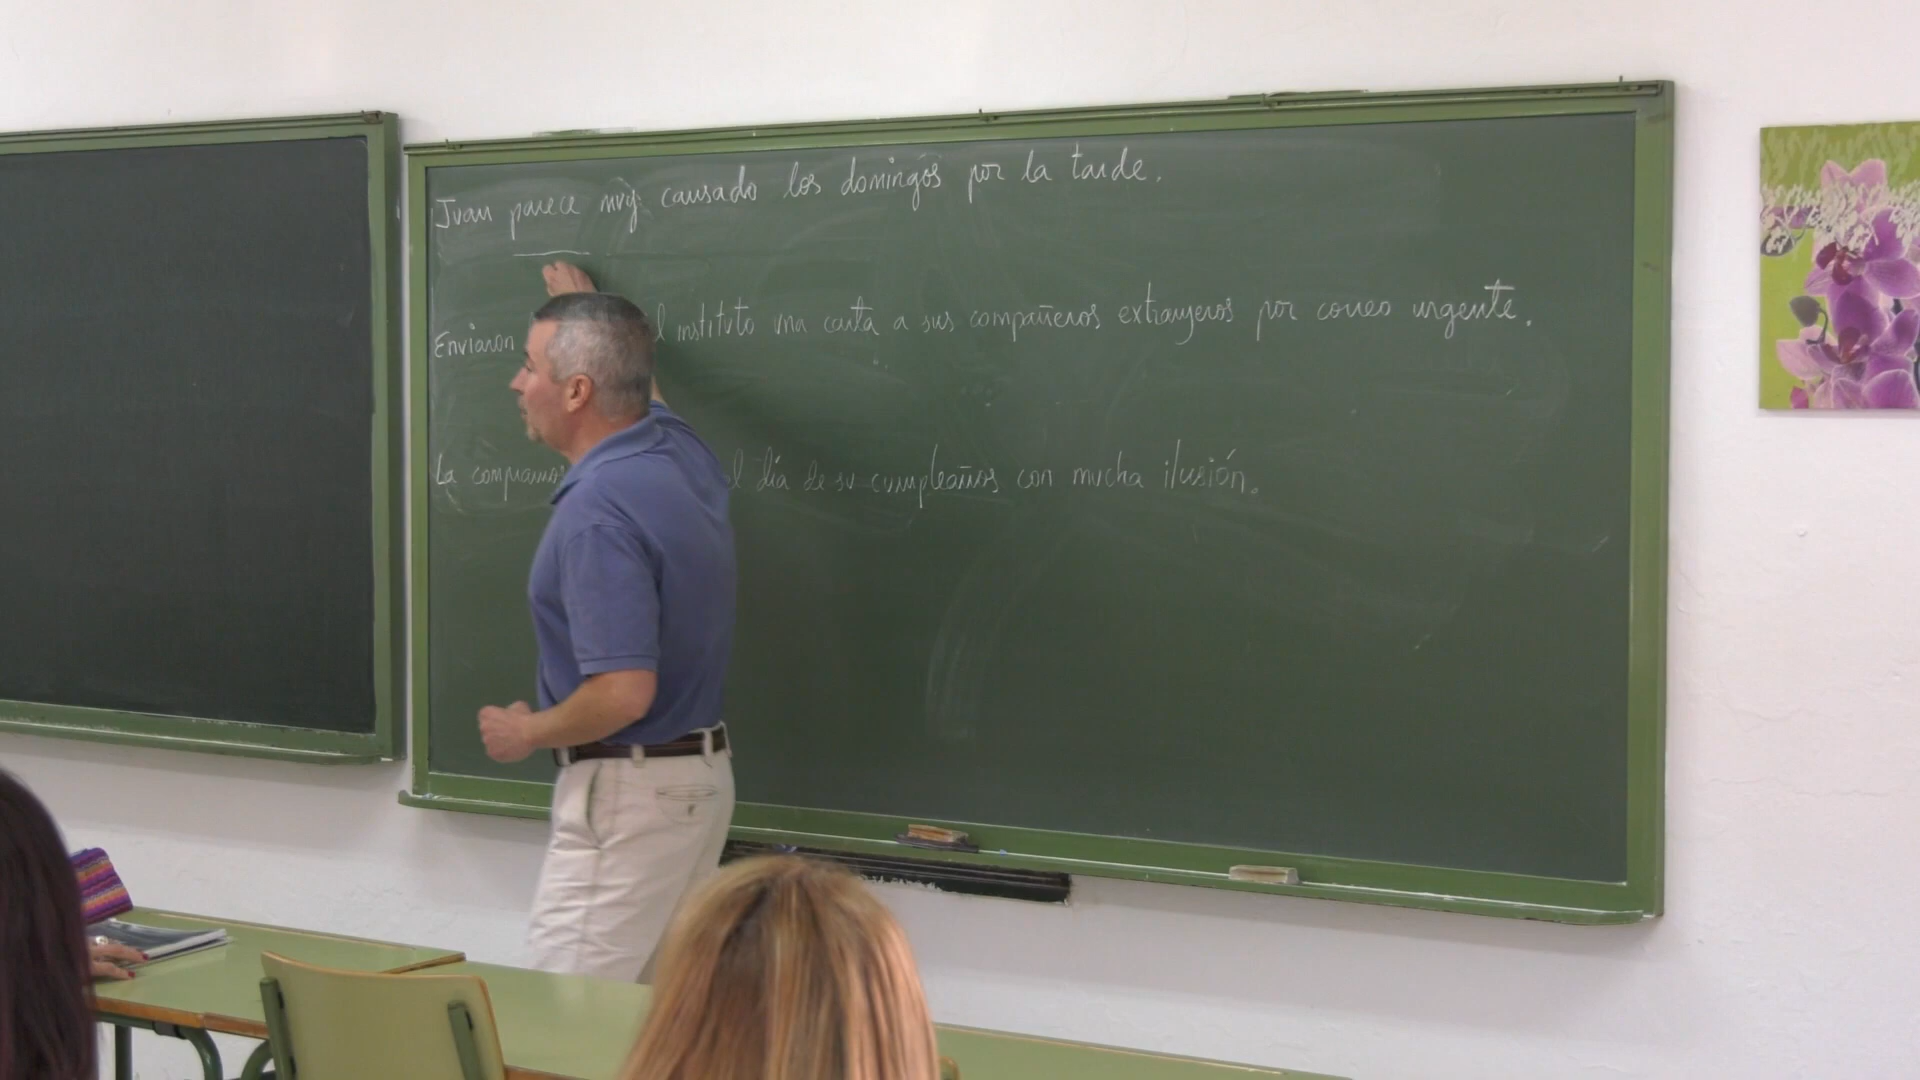 Juan parece muy cansado los domingos por la tarde.
Enviaron l instituto una carta a sus compañeros extranjeros por correo urgente.
La compramos l día de su cumpleaños con mucha ilusión.